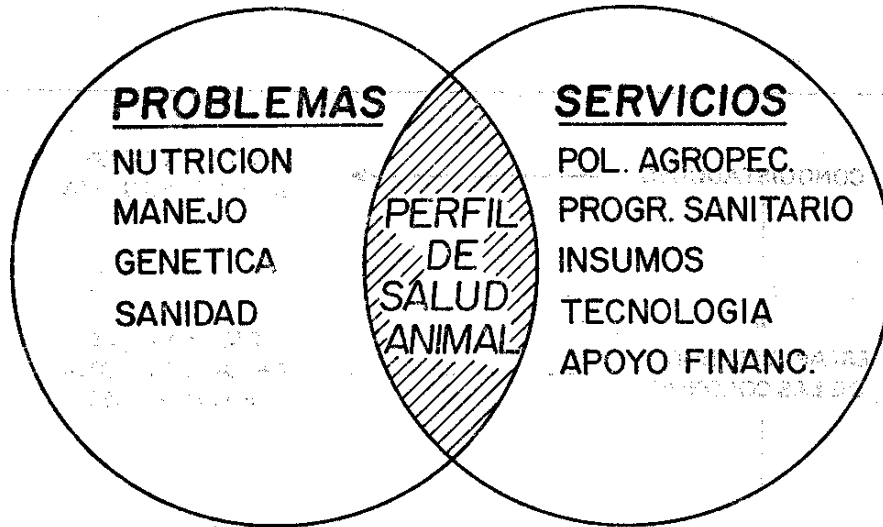 PROBLEMAS
NUTRICION
MANEJO
GENETICA
SANIDAD
PERFIL
DE
SALUD
ANIMAL
SERVICIOS
POL. AGROPEC.
PROGR. SANITARIO
INSUMOS
TECNOLOGIA
APOYO FINANC.